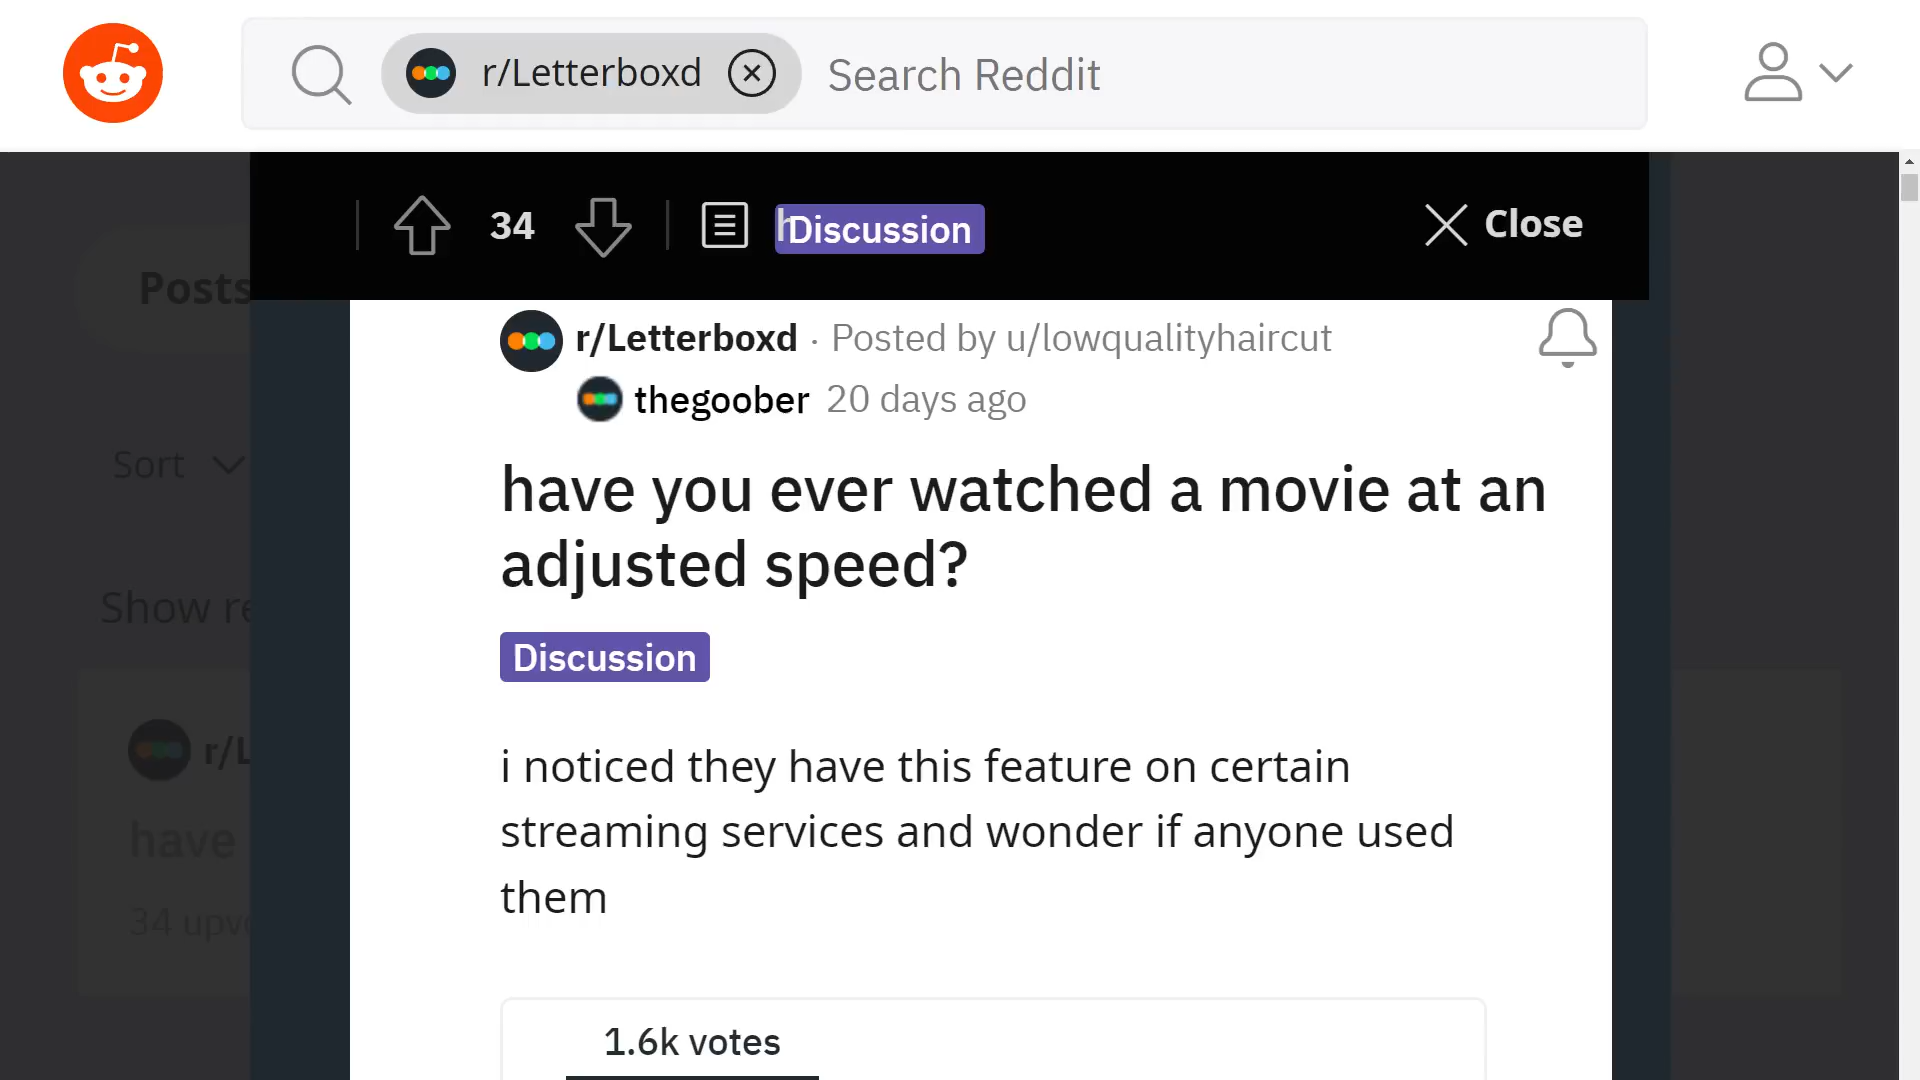 r/Letterboxd Search Reddit
34 Discussion Close
Posts
r/Letterboxd · Posted by u/lowqualityhaircut
thegoober 20 days ago
have you ever watched a movie at an
adjusted speed?
Sort
Show re
Discussion
r/L
i noticed they have this feature on certain
streaming services and wonder if anyone used
them
have
34 upvo
1.6k votes